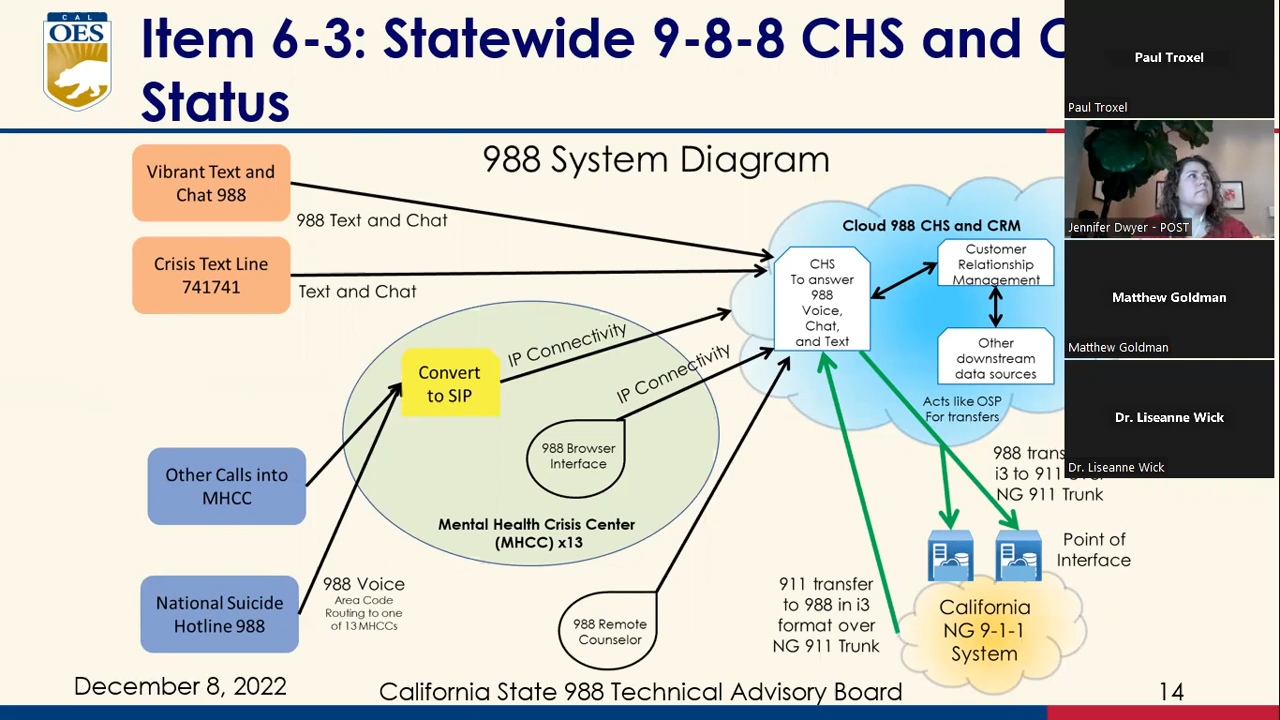 CAL
OES
Item 6-3: Statewide 9-8-8 CHS and
Status
988 System Diagram
Vibrant Text and
Chat 988
988 Text and Chat
Crisis Text Line
741741
Text and Chat
Convert
to SIP
IP Connectivity
IP Connectivity
988 Browser
Interface
Mental Health Crisis Center
(MHCC) x13
Other Calls into
MHCC
National Suicide
Hotline 988
988 Voice
Area Code
Routing to one
of 13 MHCCs
988 Remote
Counselor
Cloud 988 CHS and CRM
CHS
To answer
988
Voice,
Chat,
and Text
Customer
Relationship
Management
Other
downstream
data sources
Acts like OSP
For transfers
988
i3 to 911
NG 911 Trunk
Point of
Interface
911 transfer
to 988 in i3
format over
NG 911 Trunk
California
NG 9-1-1
System
December 8, 2022
California State 988 Technical Advisory Board
14
Paul Troxel
Paul Troxel
Jennifer Dwyer - POST
Matthew Goldman
Matthew Goldman
Dr. Liseanne Wick
Dr. Liseanne Wick